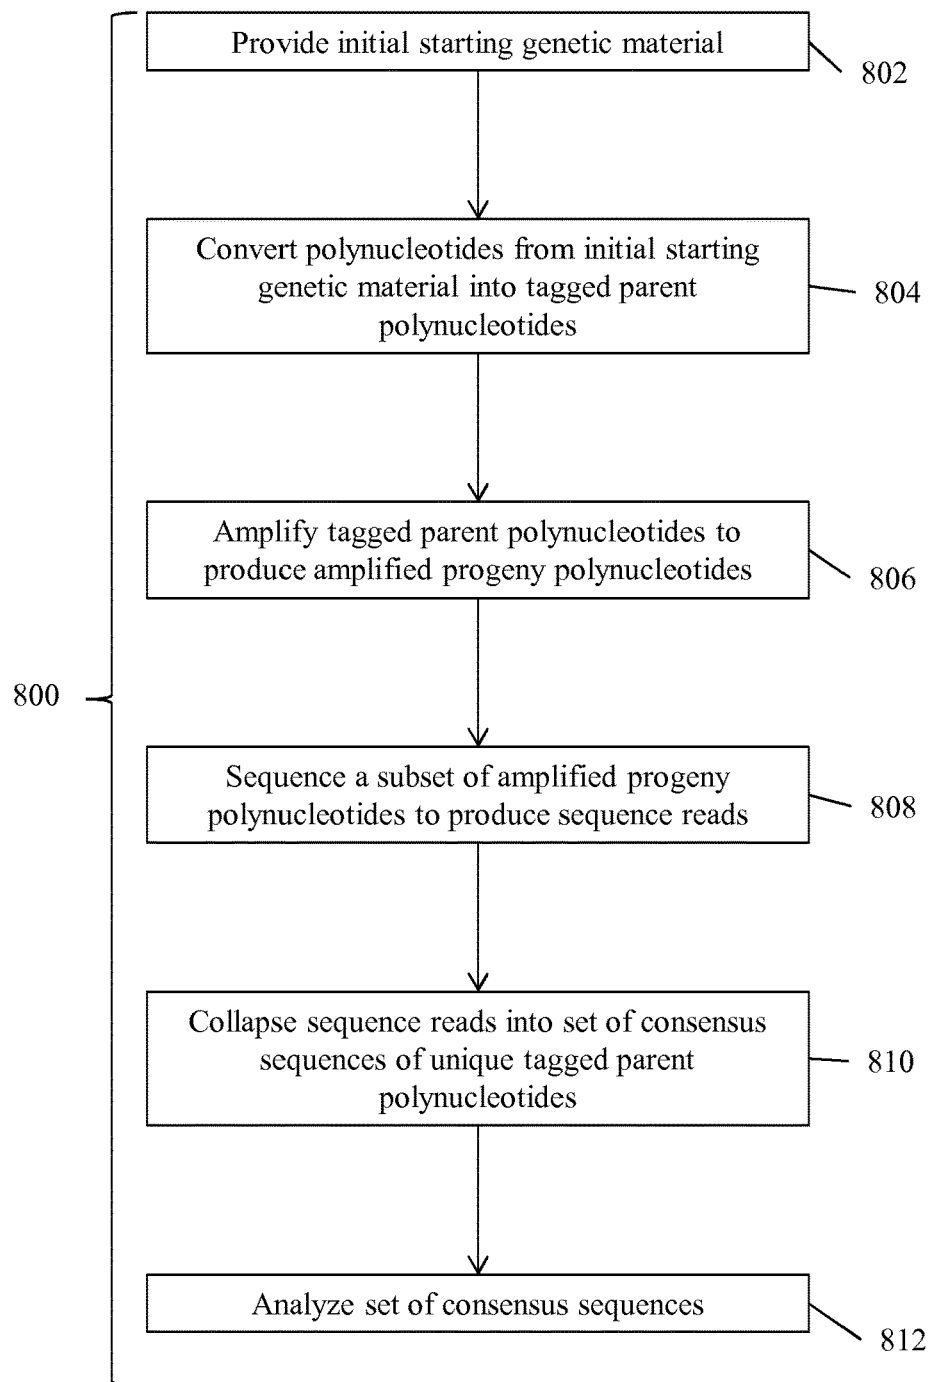 Provide initial starting genetic material
802
Convert polynucleotides from initial starting
genetic material into tagged parent
polynucleotides
804
Amplify tagged parent polynucleotides to
produce amplified progeny polynucleotides
806
800
Sequence a subset of amplified progeny
polynucleotides to produce sequence reads
808
Collapse sequence reads into set of consensus
sequences of unique tagged parent
polynucleotides
810
Analyze set of consensus sequences
812